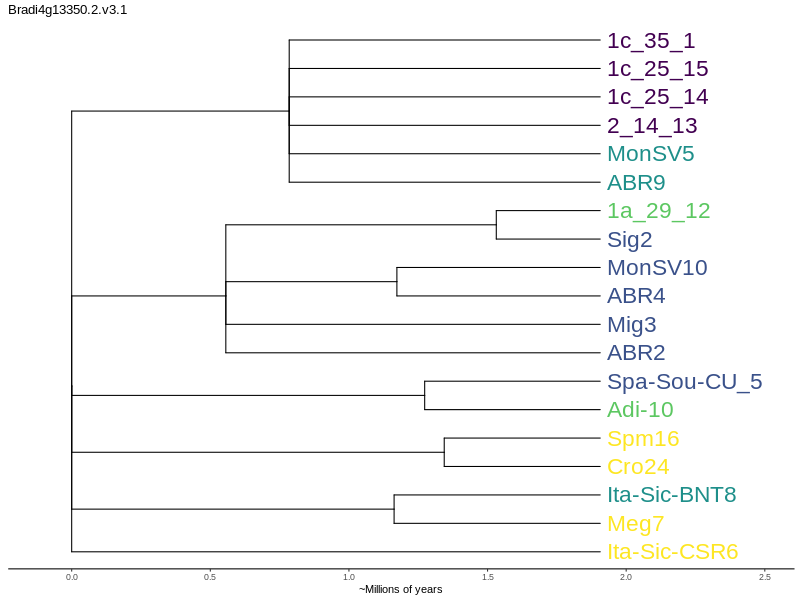 Bradi4g13350.2.v3.1
1c_35_1
1c_25_15
1c_25_14
2_14_13
MonSV5
ABR9
1a_29_12
Sig2
MonSV10
ABR4
Mig3
ABR2
Spa-Sou-CU_5
Adi-10
Spm16
Cro24
Ita-Sic-BNT8
Meg7
Ita-Sic-CSR6
0.0 0.5 1.0 1.5 2.0 2.5
~Millions of years